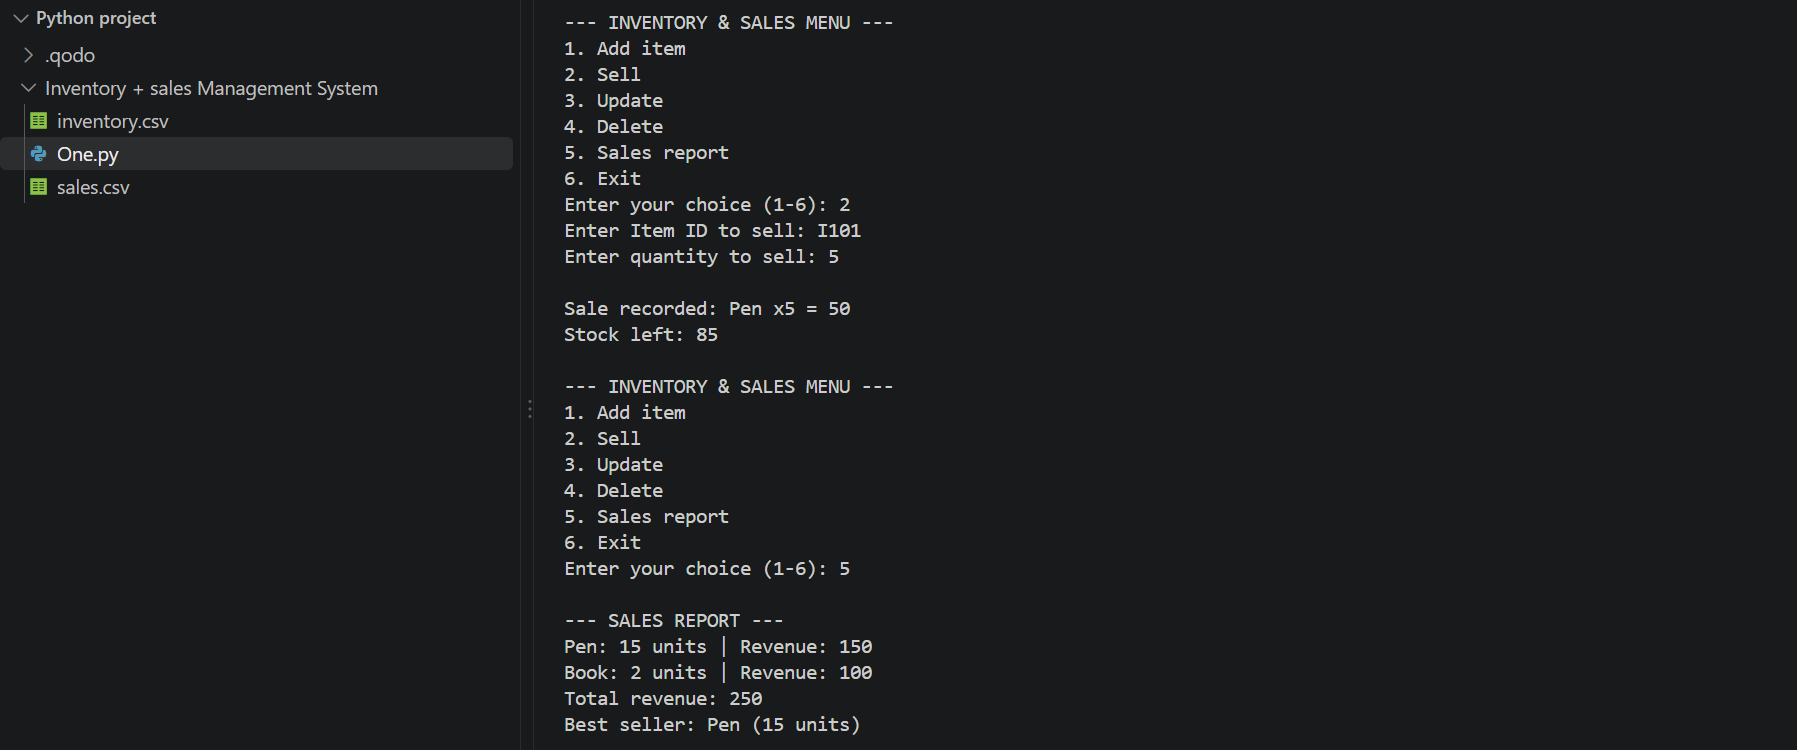 Python project
.qodo
Inventory + sales Management System
inventory.csv
One.py
sales.csv
--- INVENTORY & SALES MENU ---
1. Add item
2. Sell
3. Update
4. Delete
5. Sales report
6. Exit
Enter your choice (1-6): 2
Enter Item ID to sell: I101
Enter quantity to sell: 5
Sale recorded: Pen x5 = 50
Stock left: 85
--- INVENTORY & SALES MENU ---
1. Add item
2. Sell
3. Update
4. Delete
5. Sales report
6. Exit
Enter your choice (1-6): 5
--- SALES REPORT ---
Pen: 15 units | Revenue: 150
Book: 2 units | Revenue: 100
Total revenue: 250
Best seller: Pen (15 units)